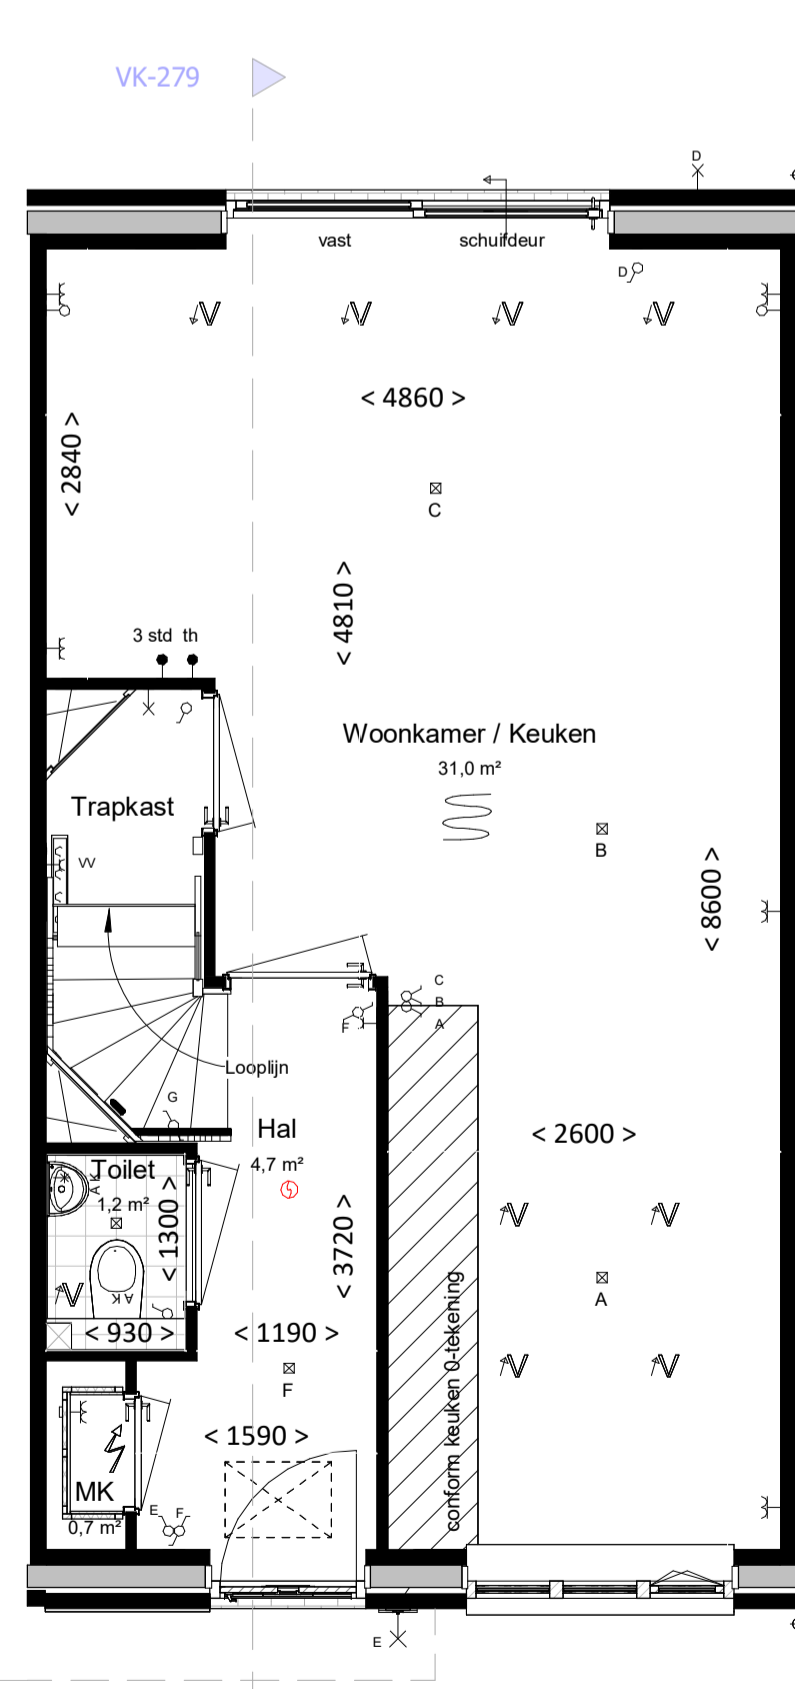 VK-279
D
vast
schuifdeur
D
V V V V
< 4860 >
< 2840 >
C
< 4810 >
3 std th
Woonkamer / Keuken
31,0 m²
Trapkast
B
VV
< 8600 >
C
B
A
F
Looplijn
G
Hal
< 2600 >
4,7 m²
Toilet
1,2 m²
A K
< 1300 >
< 3720 >
V V
A
V
A K
< 930 >
< 1190 >
conform keuken 0-tekening
V V
F
< 1590 >
MK
E F
0,7 m²
E